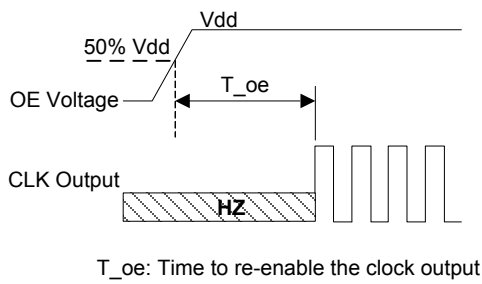 Vdd
50% Vdd
T_oe
OE Voltage
CLK Output
HZ
T_oe: Time to re-enable the clock output